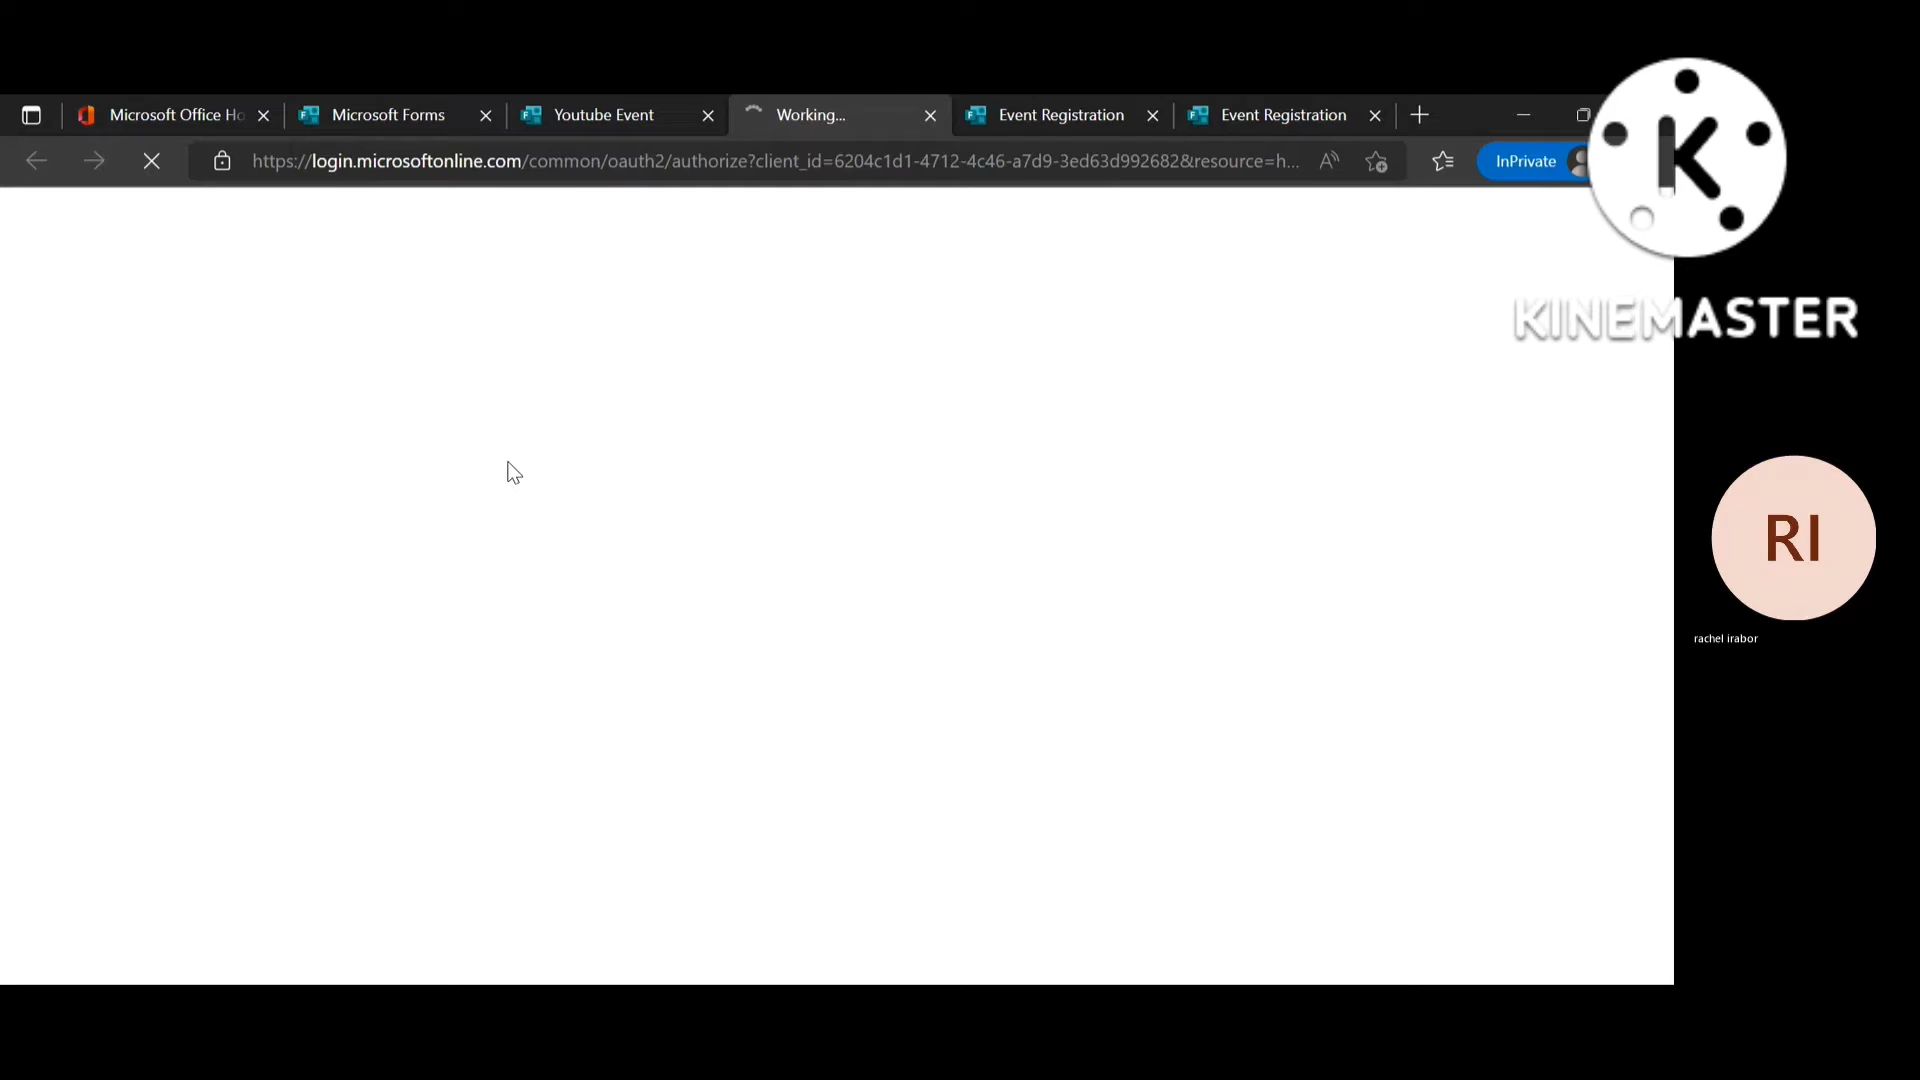 Microsoft Office Ho
Microsoft Forms
Youtube Event
Working...
Event Registration
Event Registration
https://login.microsoftonline.com/common/oauth2/authorize?client_id=6204c1d1-4712-4c46-a7d9-3ed63d992682&resource=h...
InPrivate
K
KINEMASTER
RI
rachel irabor